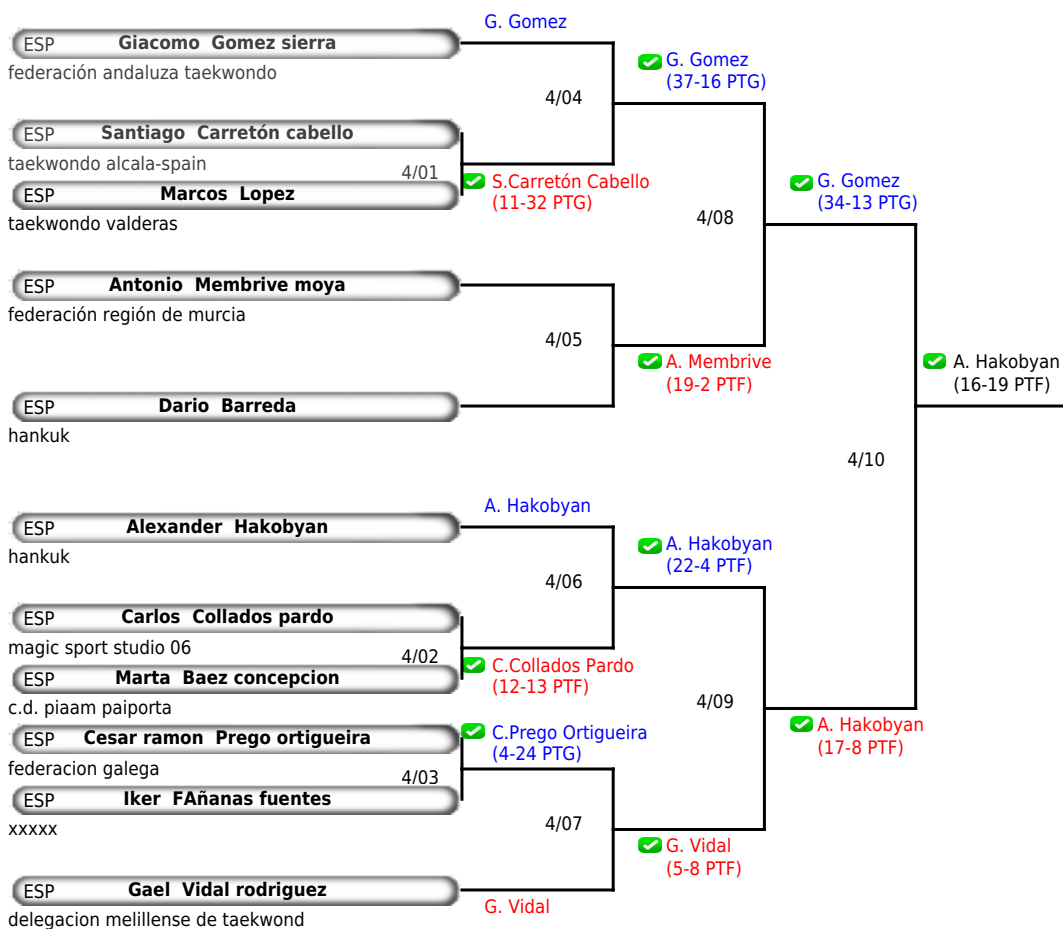 G. Gomez
ESP Giacomo Gomez sierra
federación andaluza taekwondo
G. Gomez
(37-16 PTG)
4/04
ESP Santiago Carretón cabello
taekwondo alcala-spain
4/01
ESP Marcos Lopez
taekwondo valderas
S.Carretón Cabello
(11-32 PTG)
G. Gomez
(34-13 PTG)
4/08
ESP Antonio Membrive moya
federación región de murcia
4/05
A. Membrive
(19-2 PTF)
ESP Dario Barreda
hankuk
A. Hakobyan
(16-19 PTF)
4/10
A. Hakobyan
ESP Alexander Hakobyan
hankuk
A. Hakobyan
(22-4 PTF)
4/06
ESP Carlos Collados pardo
magic sport studio 06
4/02
ESP Marta Baez concepcion
c.d. piaam paiporta
C.Collados Pardo
(12-13 PTF)
4/09
ESP Cesar ramon Prego ortigueira
federacion galega
C.Prego Ortigueira
(4-24 PTG)
A. Hakobyan
(17-8 PTF)
4/03
ESP Iker FAñanas fuentes
xxxxx
4/07
G. Vidal
(5-8 PTF)
ESP Gael Vidal rodriguez
delegacion melillense de taekwond
G. Vidal